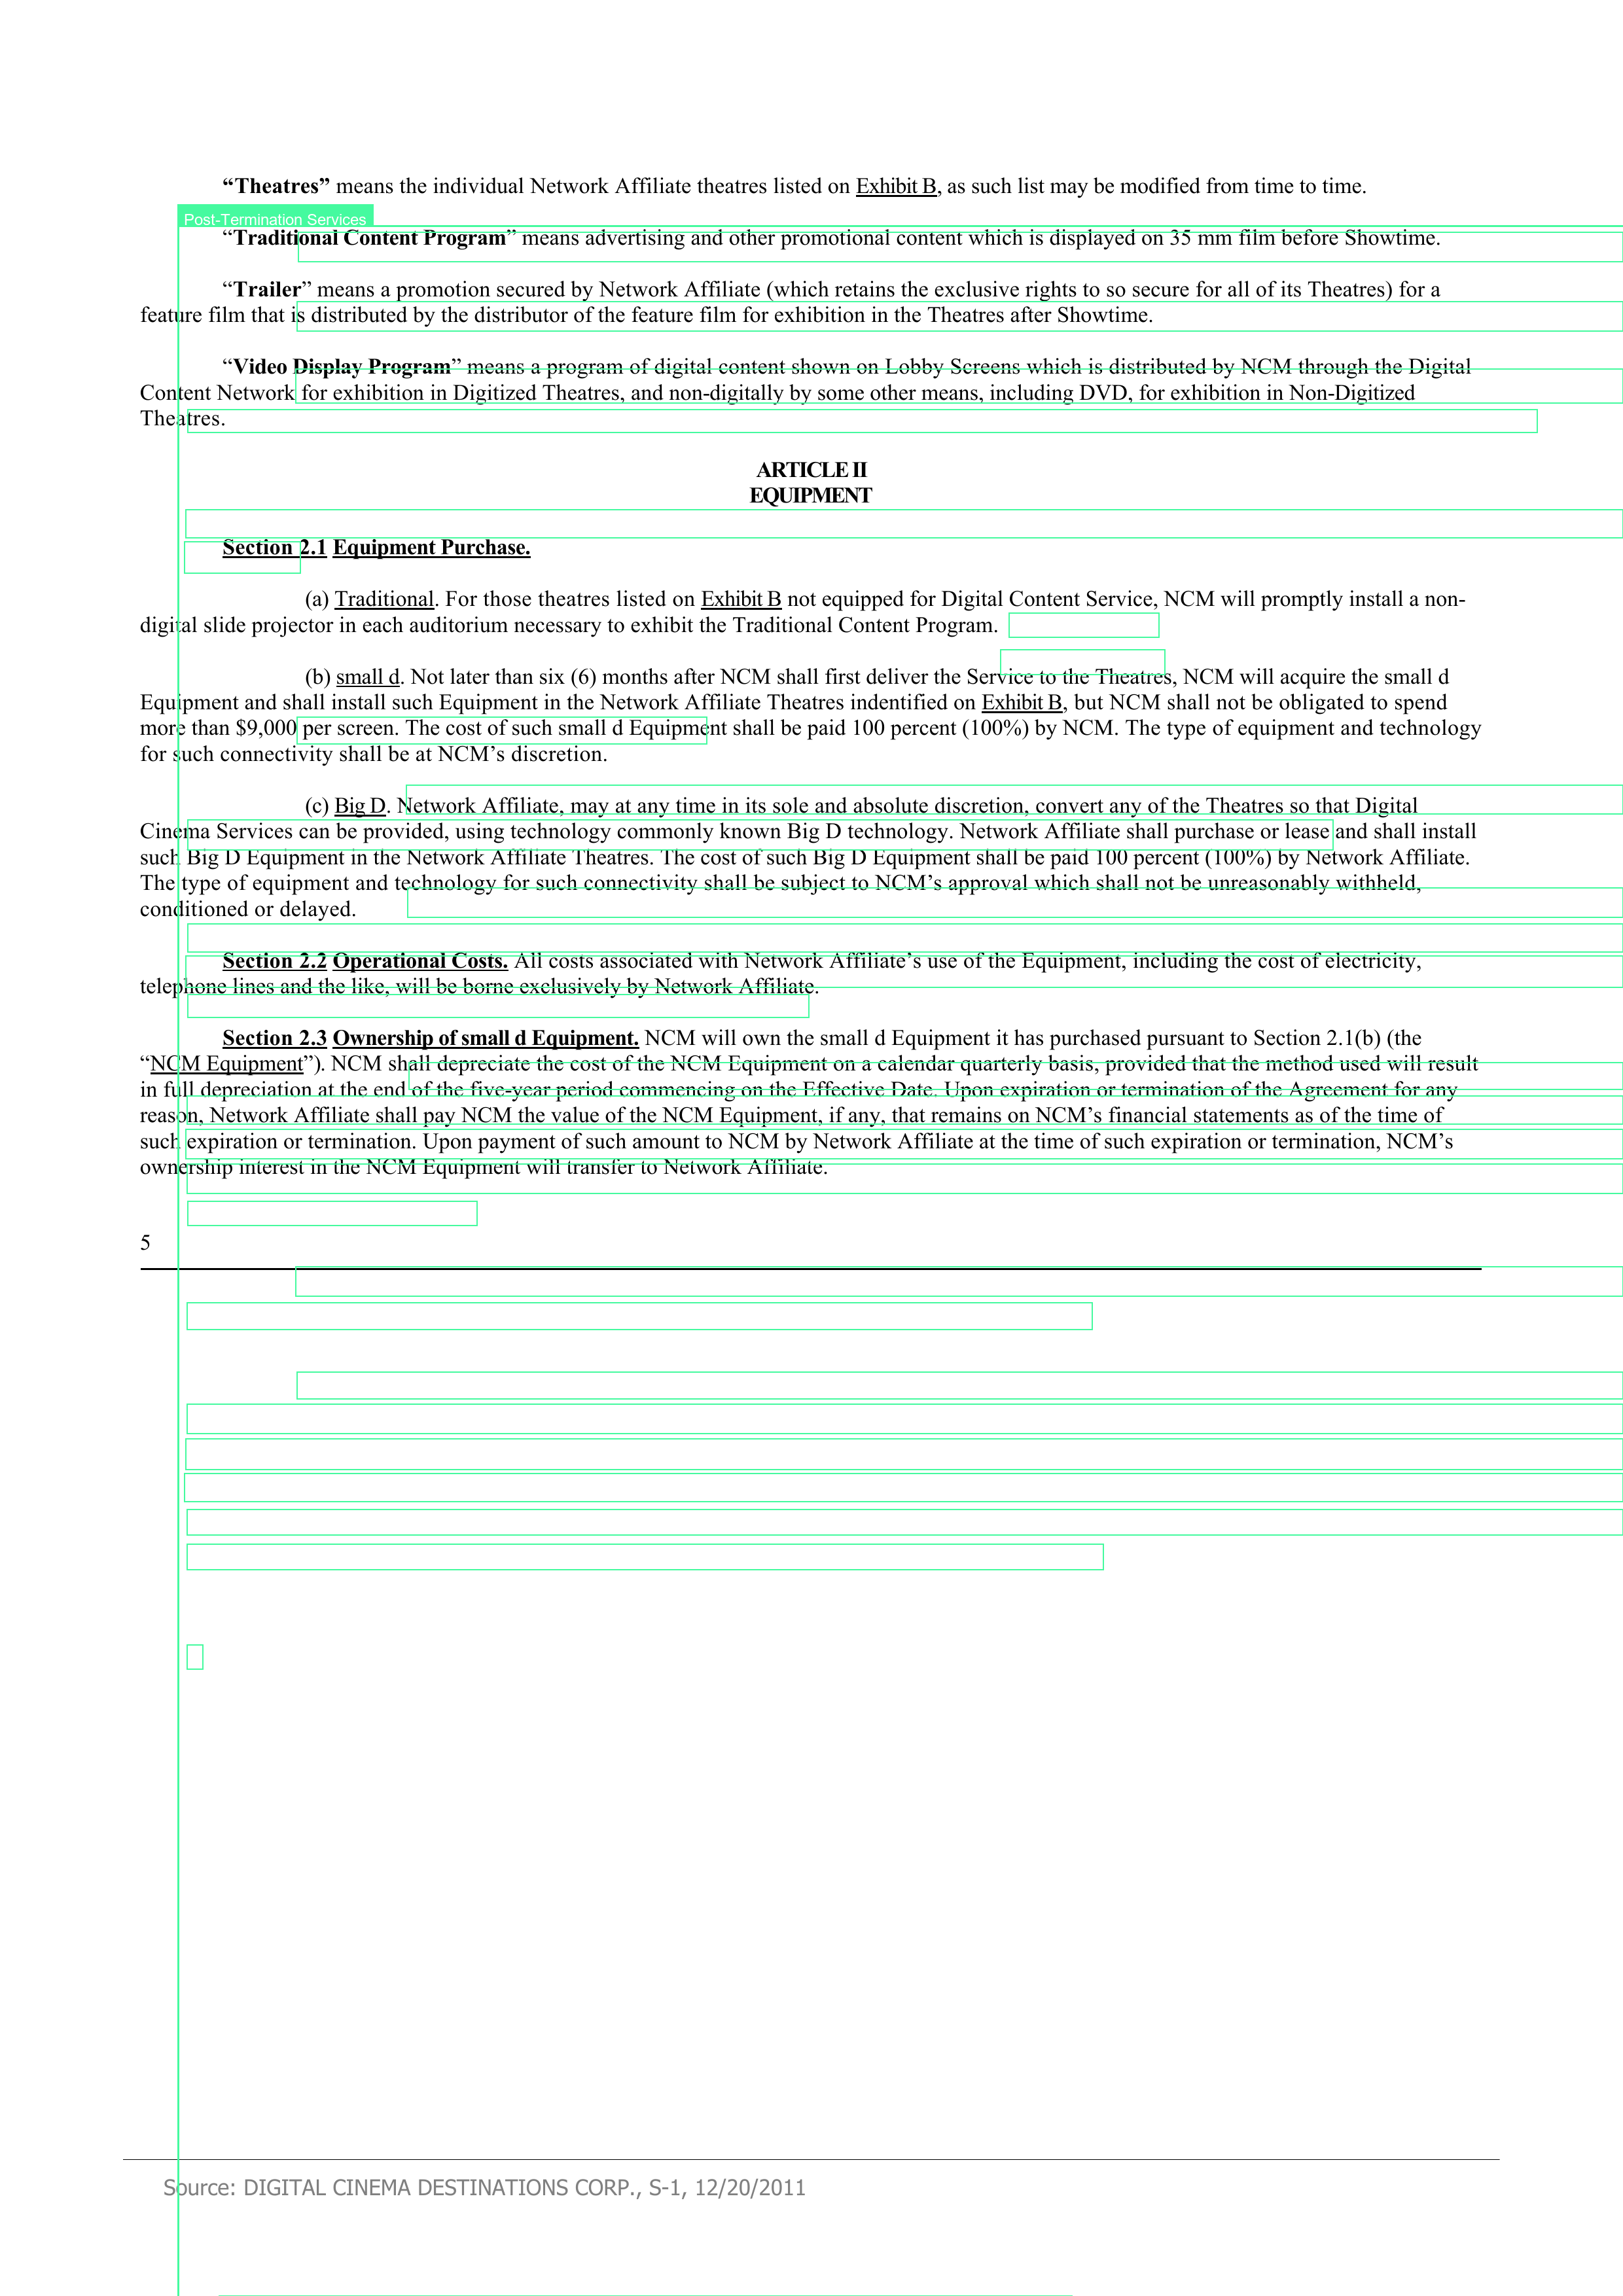 “Theatres” means the individual Network Affiliate theatres listed on Exhibit B, as such list may be modified from time to time.
Post-Termination Services
“Traditional Content Program” means advertising and other promotional content which is displayed on 35 mm film before Showtime.
“Trailer” means a promotion secured by Network Affiliate (which retains the exclusive rights to so secure for all of its Theatres) for a
feature film that is distributed by the distributor of the feature film for exhibition in the Theatres after Showtime.
“Video Display Program” means a program of digital content shown on Lobby Screens which is distributed by NCM through the Digital
Content Network for exhibition in Digitized Theatres, and non-digitally by some other means, including DVD, for exhibition in Non-Digitized
Theatres.
ARTICLE II
EQUIPMENT
Section 2.1 Equipment Purchase.
(a) Traditional. For those theatres listed on Exhibit B not equipped for Digital Content Service, NCM will promptly install a non-
digital slide projector in each auditorium necessary to exhibit the Traditional Content Program.
(b) small d. Not later than six (6) months after NCM shall first deliver the Service to the Theatres, NCM will acquire the small d
Equipment and shall install such Equipment in the Network Affiliate Theatres indentified on Exhibit B, but NCM shall not be obligated to spend
more than $9,000 per screen. The cost of such small d Equipment shall be paid 100 percent (100%) by NCM. The type of equipment and technology
for such connectivity shall be at NCM’s discretion.
(c) Big D. Network Affiliate, may at any time in its sole and absolute discretion, convert any of the Theatres so that Digital
Cinema Services can be provided, using technology commonly known Big D technology. Network Affiliate shall purchase or lease and shall install
such Big D Equipment in the Network Affiliate Theatres. The cost of such Big D Equipment shall be paid 100 percent (100%) by Network Affiliate.
The type of equipment and technology for such connectivity shall be subject to NCM’s approval which shall not be unreasonably withheld,
conditioned or delayed.
Section 2.2 Operational Costs. All costs associated with Network Affiliate’s use of the Equipment, including the cost of electricity,
telephone lines and the like, will be borne exclusively by Network Affiliate.
Section 2.3 Ownership of small d Equipment. NCM will own the small d Equipment it has purchased pursuant to Section 2.1(b) (the
“NCM Equipment”). NCM shall depreciate the cost of the NCM Equipment on a calendar quarterly basis, provided that the method used will result
in full depreciation at the end of the five-year period commencing on the Effective Date. Upon expiration or termination of the Agreement for any
reason, Network Affiliate shall pay NCM the value of the NCM Equipment, if any, that remains on NCM’s financial statements as of the time of
such expiration or termination. Upon payment of such amount to NCM by Network Affiliate at the time of such expiration or termination, NCM’s
ownership interest in the NCM Equipment will transfer to Network Affiliate.
5
Source: DIGITAL CINEMA DESTINATIONS CORP., S-1, 12/20/2011